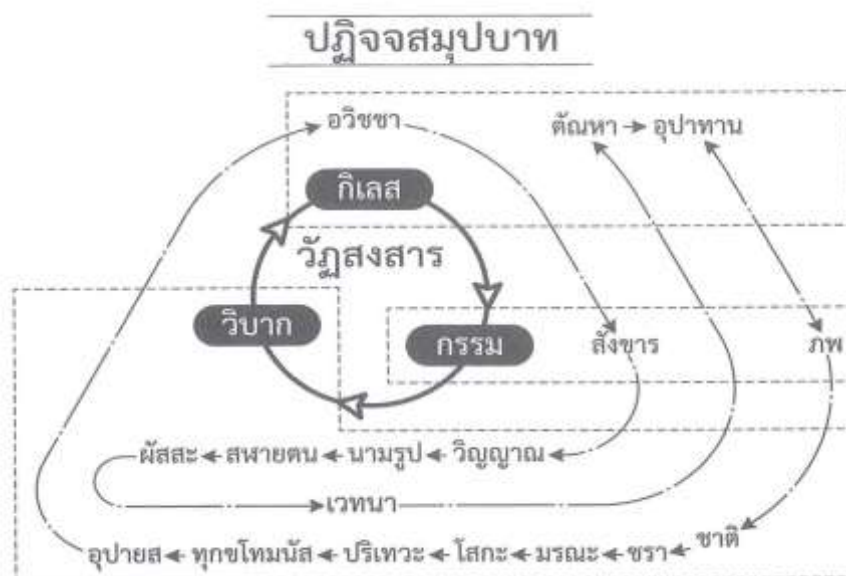 ปฏิจจสมุปบาท
อวิชชา ตัณหา → อุปาทาน
กิเลส
วัฏสงสาร
วิบาก
กรรม สังขาร ภพ
ผัสสะ ← สฬายตน ← นามรูป ← วิญญาณ
เวทนา
อุปายส ← ทุกขโทมนัส ← ปริเทวะ ← โสกะ ← มรณะ ← ชรา ← ชาติ